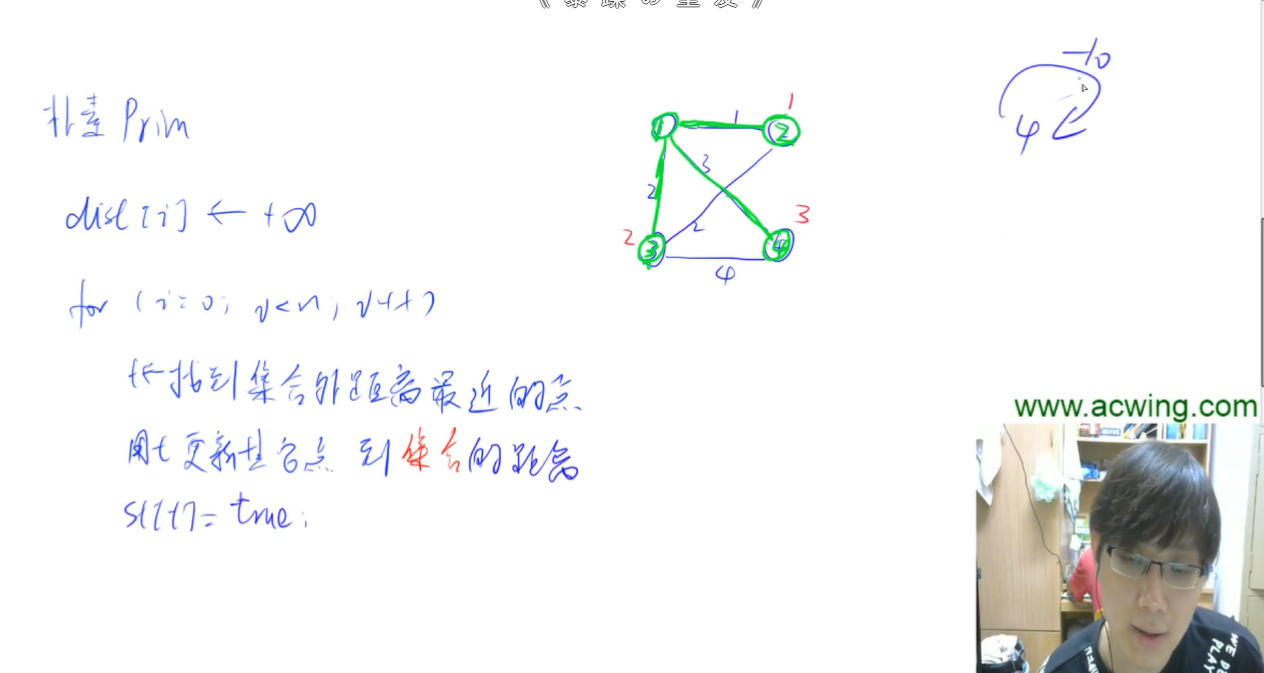 朴素 Prim
dist[i] ← +∞
for (i=0; i<n; i++)
t←找到集合外距离最近的点
用t更新其它点到集合的距离
s[t]=true;
1
1
1
2
3
2
2
2
3
3
4
4
-10
4
www.acwing.com